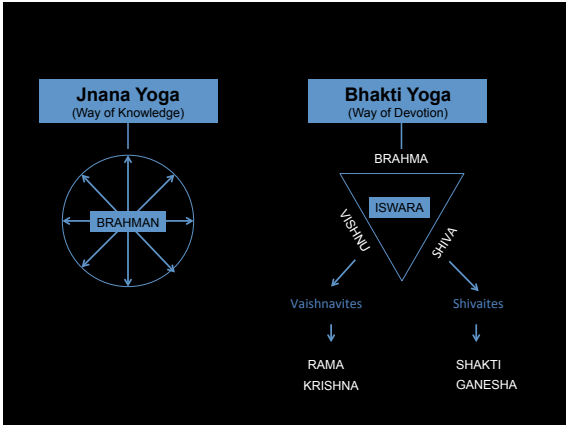 Jnana Yoga
(Way of Knowledge)
BRAHMAN
Bhakti Yoga
(Way of Devotion)
BRAHMA
ISWARA
VISHNU
SHIVA
Vaishnavites
Shivaites
RAMA
KRISHNA
SHAKTI
GANESHA